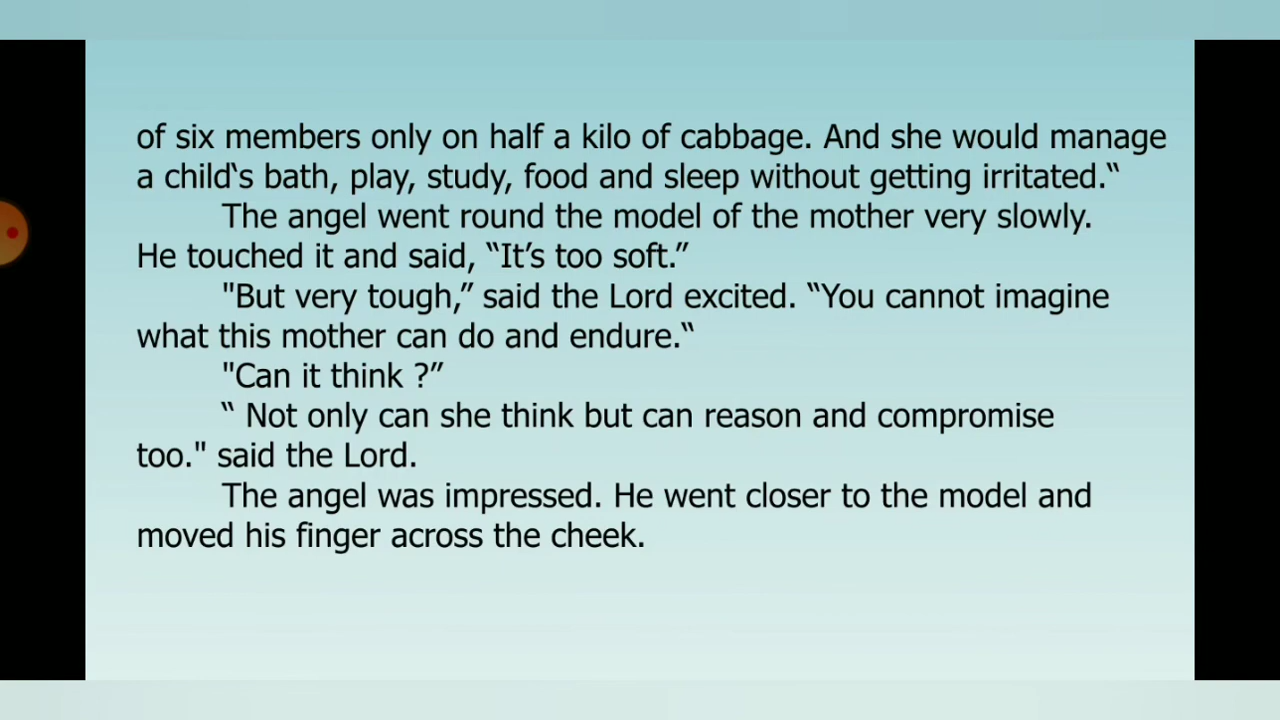 of six members only on half a kilo of cabbage. And she would manage
a child‛s bath, play, study, food and sleep without getting irritated.‟
The angel went round the model of the mother very slowly.
He touched it and said, “It’s too soft.”
"But very tough,” said the Lord excited. “You cannot imagine
what this mother can do and endure.‟
"Can it think ?”
‟ Not only can she think but can reason and compromise
too." said the Lord.
The angel was impressed. He went closer to the model and
moved his finger across the cheek.